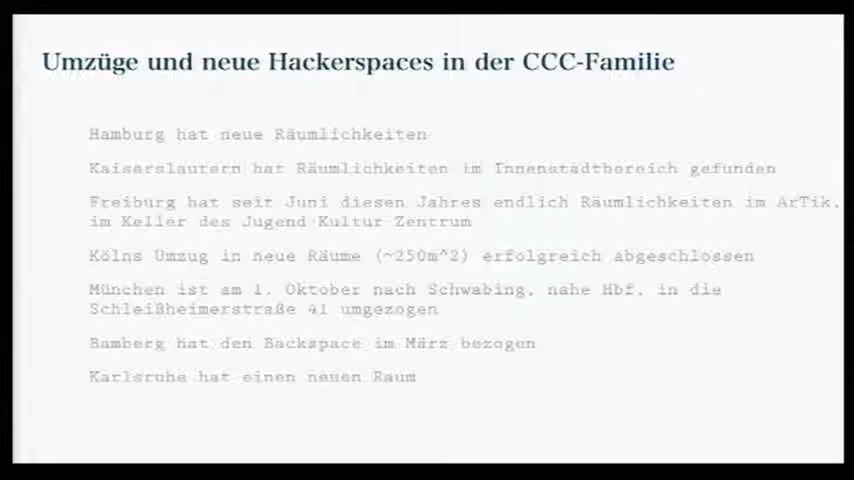 Umzüge und neue Hackerspaces in der CCC-Familie
Hamburg hat neue Räumlichkeiten
Kaiserslautern hat Räumlichkeiten im Innenstadtbereich gefunden
Freiburg hat seit Juni diesen Jahres endlich Räumlichkeiten im ArTik,
im Keller des Jugend-Kultur Zentrum
Kölns Umzug in neue Räume (~250m^2) erfolgreich abgeschlossen
München ist am 1. Oktober nach Schwabing, nahe Hbf, in die
Schleißheimerstraße 41 umgezogen
Bamberg hat den Backspace im März bezogen
Karlsruhe hat einen neuen Raum